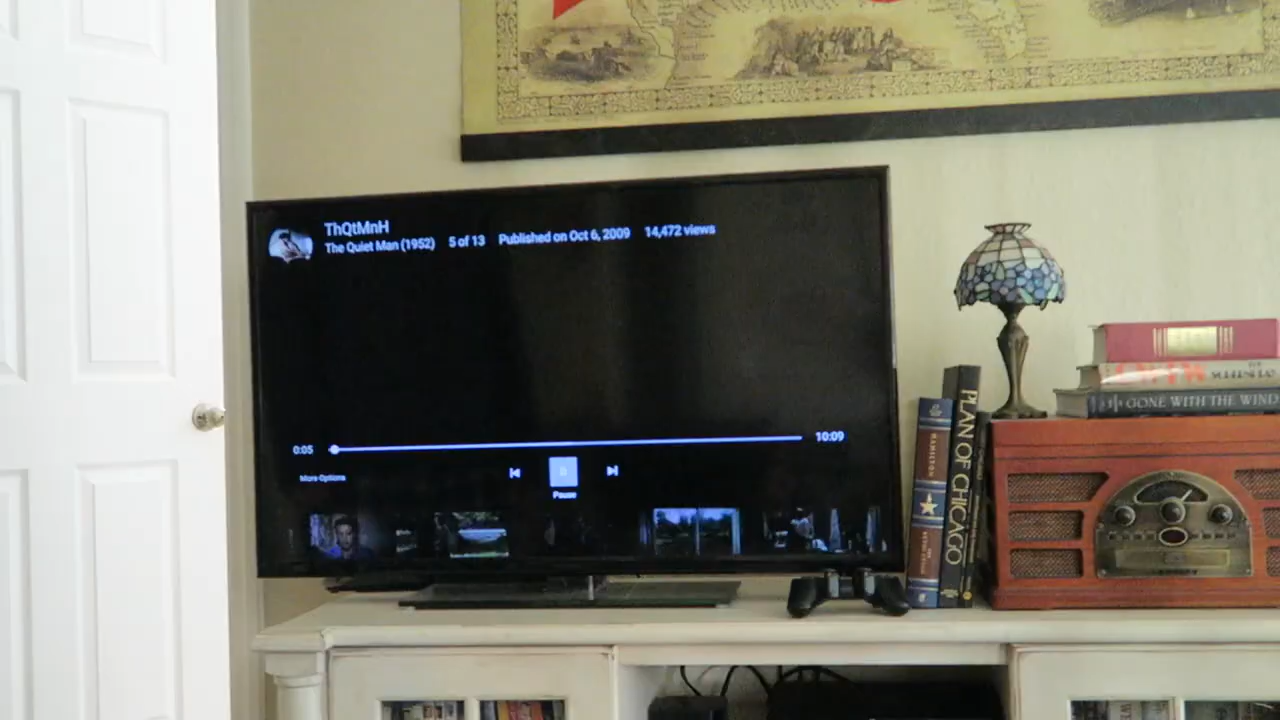 ThQtMnH
The Quiet Man (1952) 5 of 13 Published on Oct 6, 2009 14,472 views
0:05
10:09
More Options
Pause
HAMILTON
PLAN OF CHICAGO
GONE WITH THE WIND